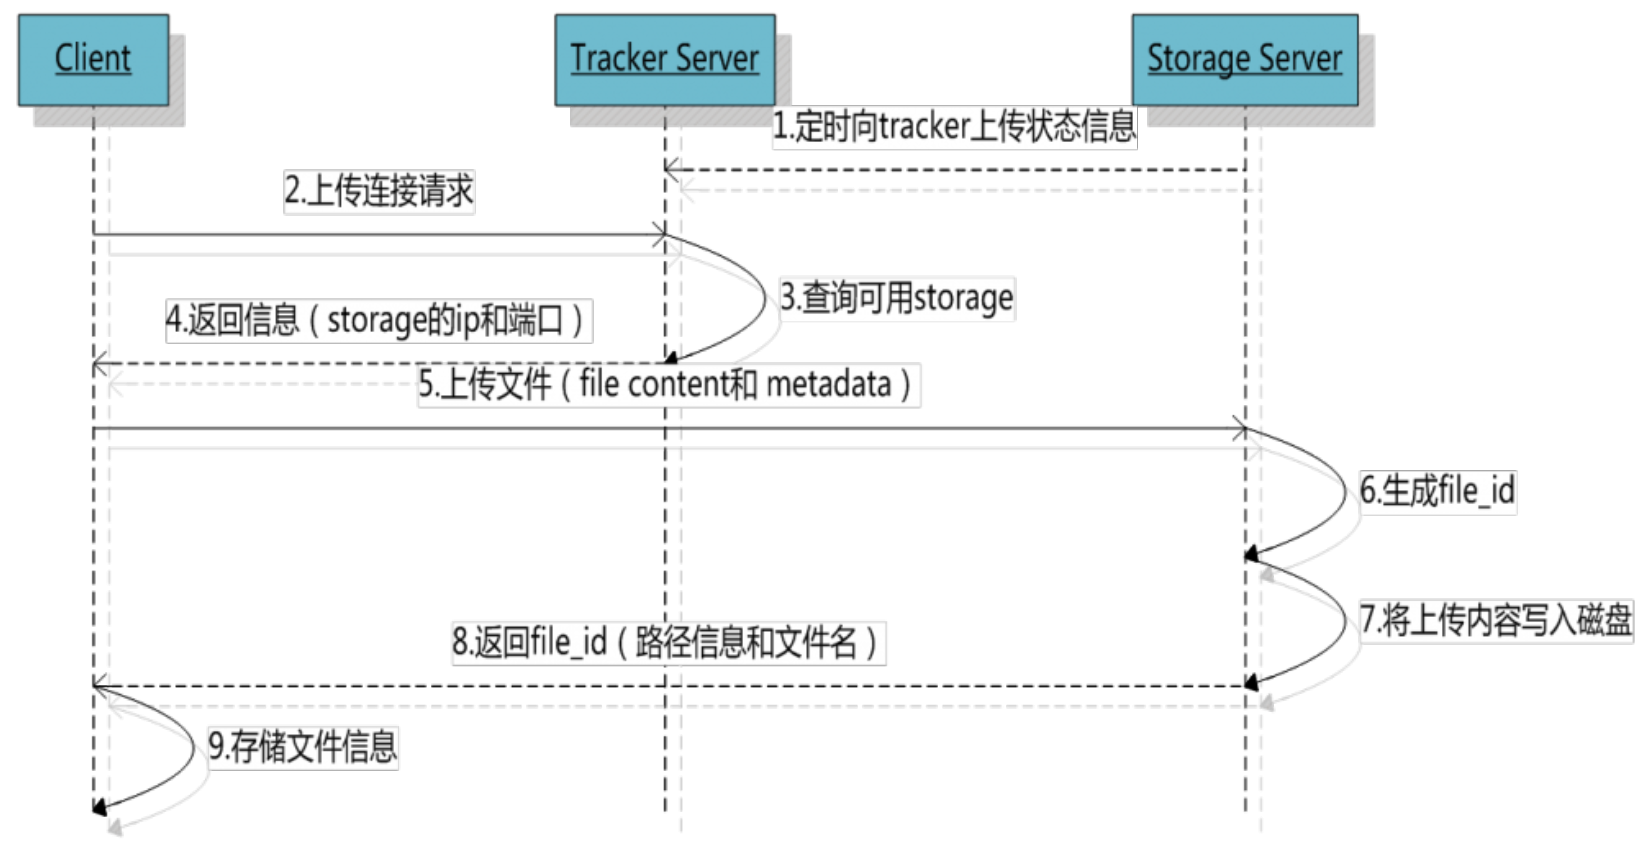 Client
Tracker Server
Storage Server
1.定时向tracker上传状态信息
2.上传连接请求
3.查询可用storage
4.返回信息（storage的ip和端口）
5.上传文件（file content和 metadata）
6.生成file_id
7.将上传内容写入磁盘
8.返回file_id（路径信息和文件名）
9.存储文件信息